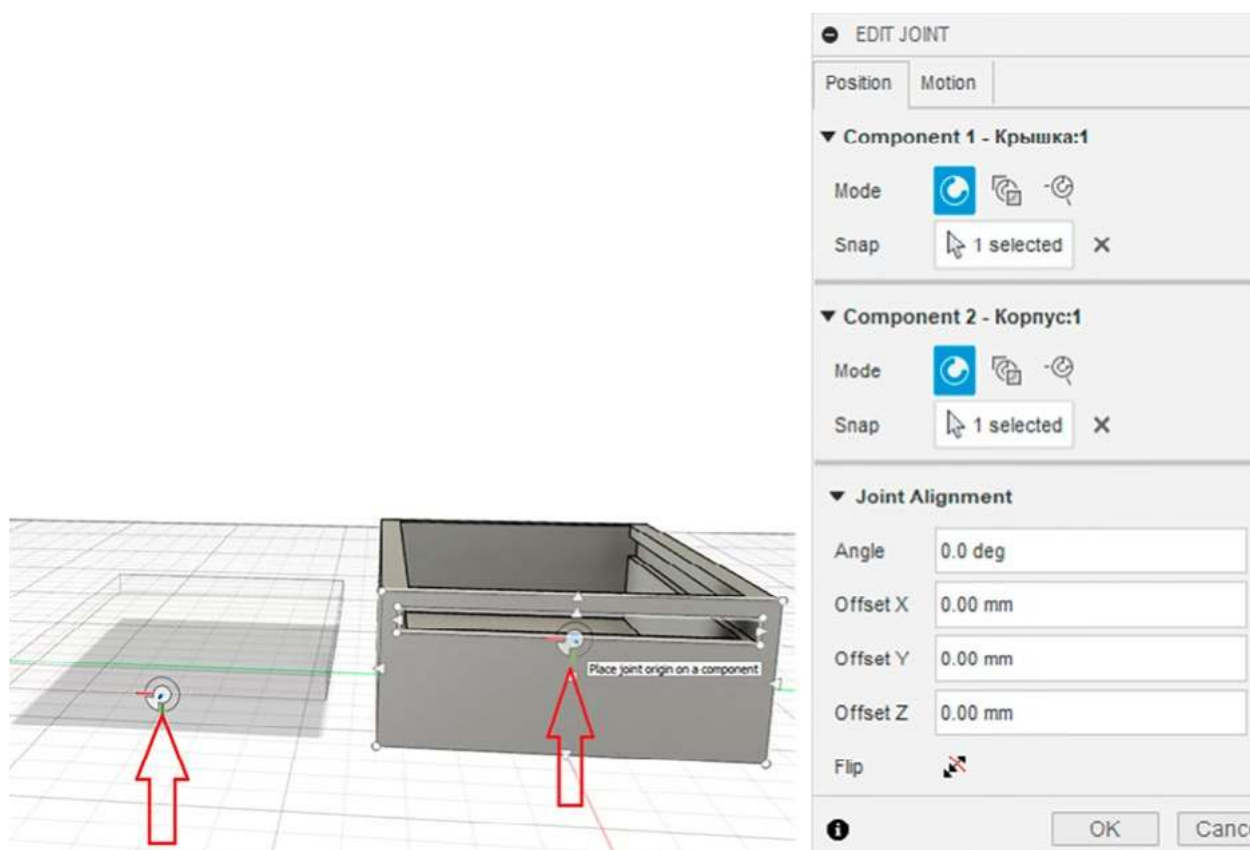 EDIT JOINT
Position Motion
Component 1 - Крышка:1
Mode
Snap 1 selected
Component 2 - Корпус:1
Mode
Snap 1 selected
Joint Alignment
Angle 0.0 deg
Offset X 0.00 mm
Offset Y 0.00 mm
Offset Z 0.00 mm
Flip
OK Cance
Place joint origin on a component